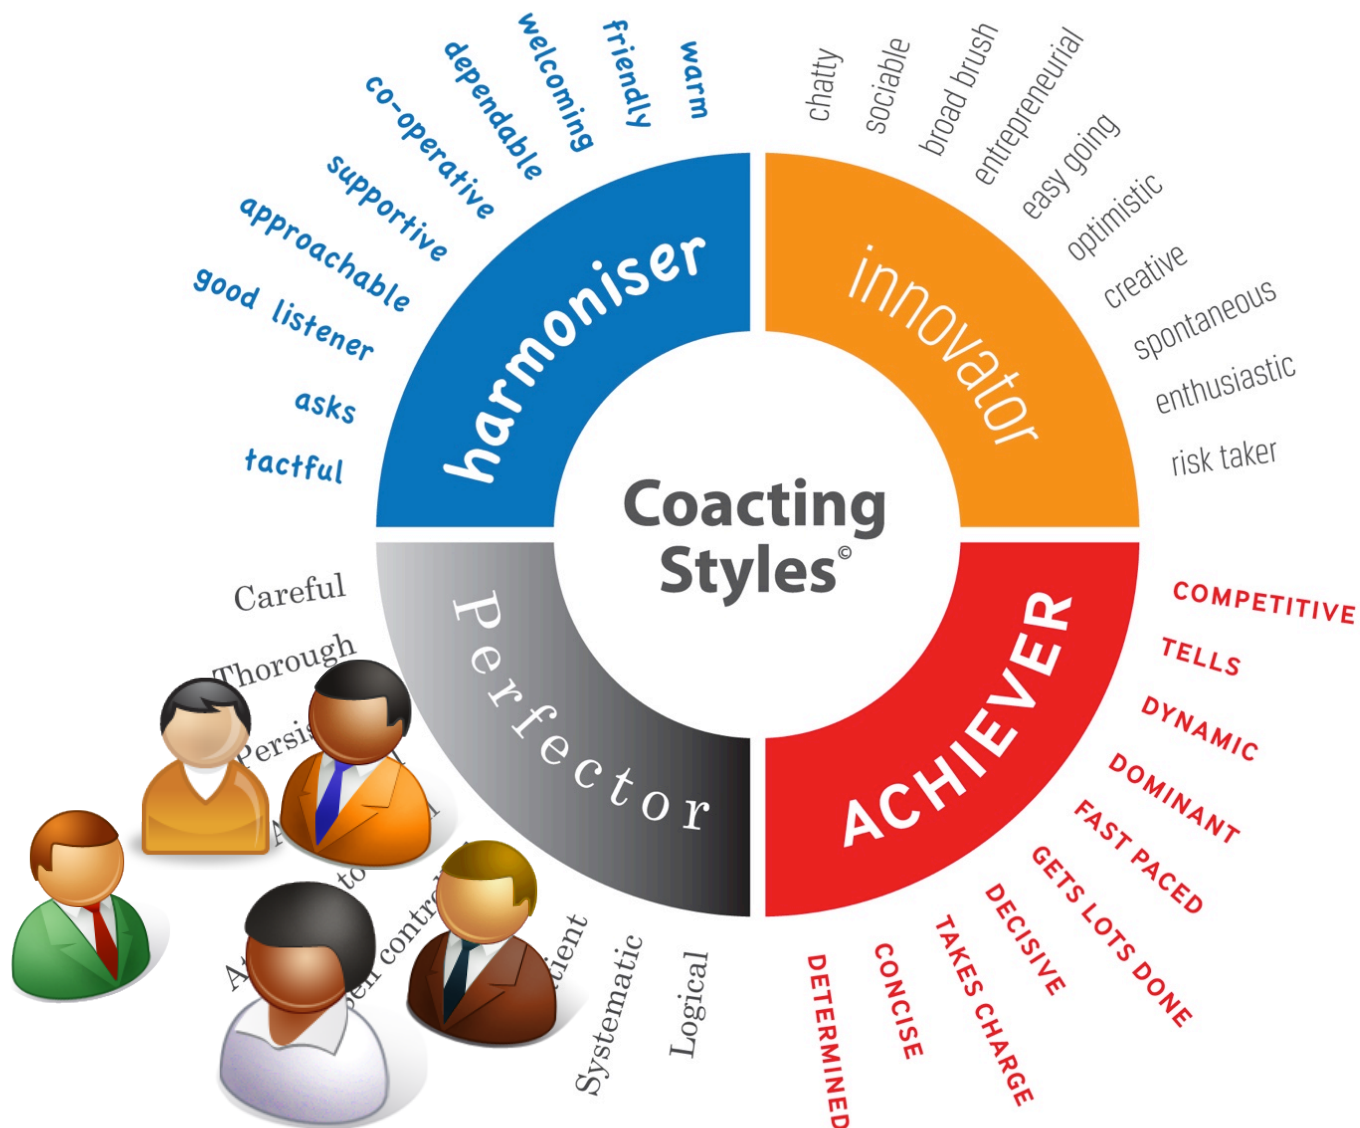 warm
friendly
welcoming
dependable
co-operative
supportive
approachable
good listener
asks
tactful
harmoniser
chatty
sociable
broad brush
entrepreneurial
easy going
optimistic
creative
spontaneous
enthusiastic
risk taker
innovator
Coacting
Styles©
COMPETITIVE
TELLS
DYNAMIC
DOMINANT
FAST PACED
GETS LOTS DONE
DECISIVE
TAKES CHARGE
CONCISE
DETERMINED
ACHIEVER
Careful
Thorough
to
Systematic
Logical
Perfector